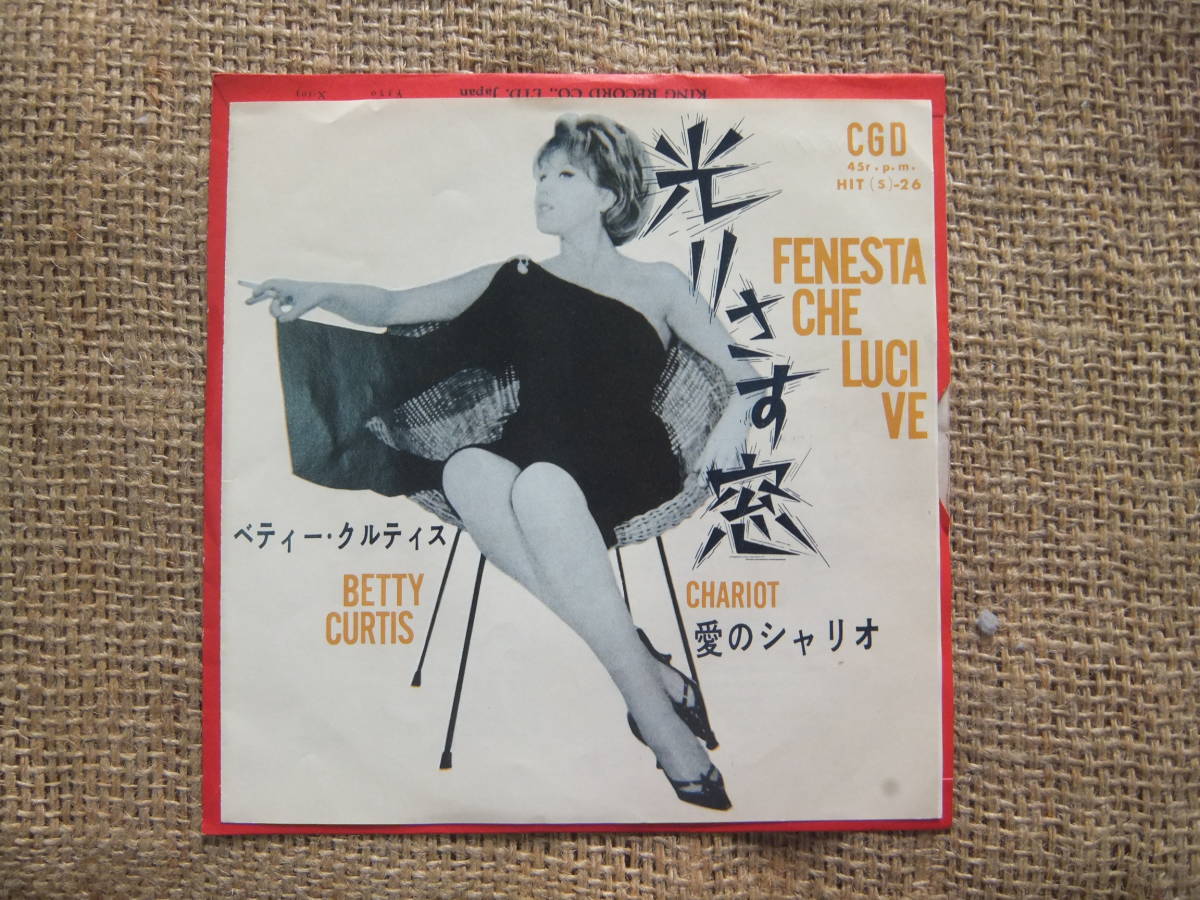 KING RECORD CO., LTD. Japan
CGD
45r.p.m.
HIT(S)-26
光りさす窓
FENESTA
CHE
LUCI
VE
ベティー・クルティス
BETTY
CURTIS
CHARIOT
愛のシャリオ